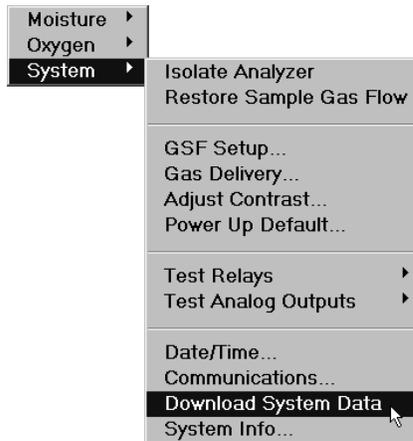 Moisture
Oxygen
System
Isolate Analyzer
Restore Sample Gas Flow
GSF Setup...
Gas Delivery...
Adjust Contrast...
Power Up Default...
Test Relays
Test Analog Outputs
Date/Time...
Communications...
Download System Data
System Info...